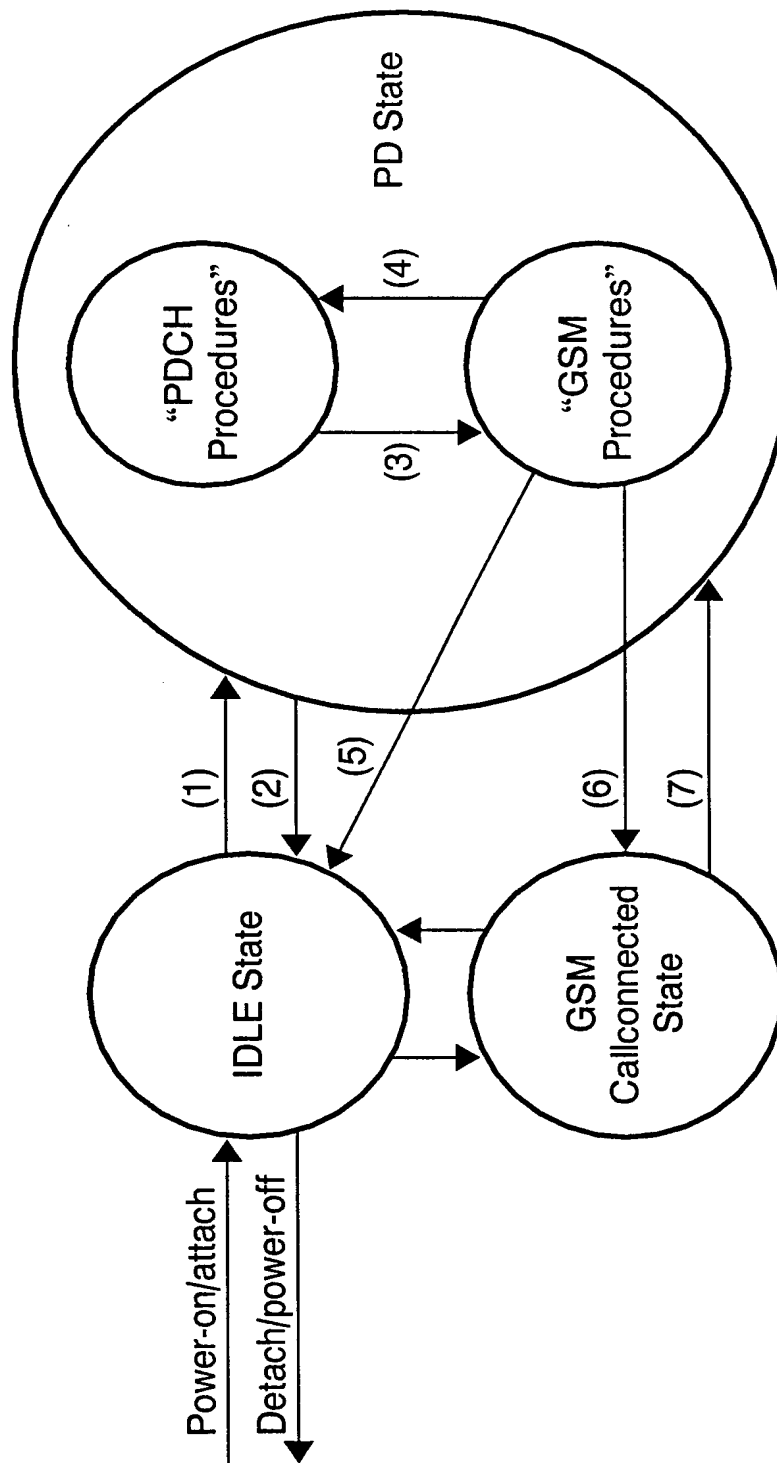 Power-on/attach
Detach/power-off
IDLE State
GSM
Callconnected
State
(1)
(2)
(5)
(6)
(7)
“PDCH
Procedures”
(3)
(4)
“GSM
Procedures”
PD State